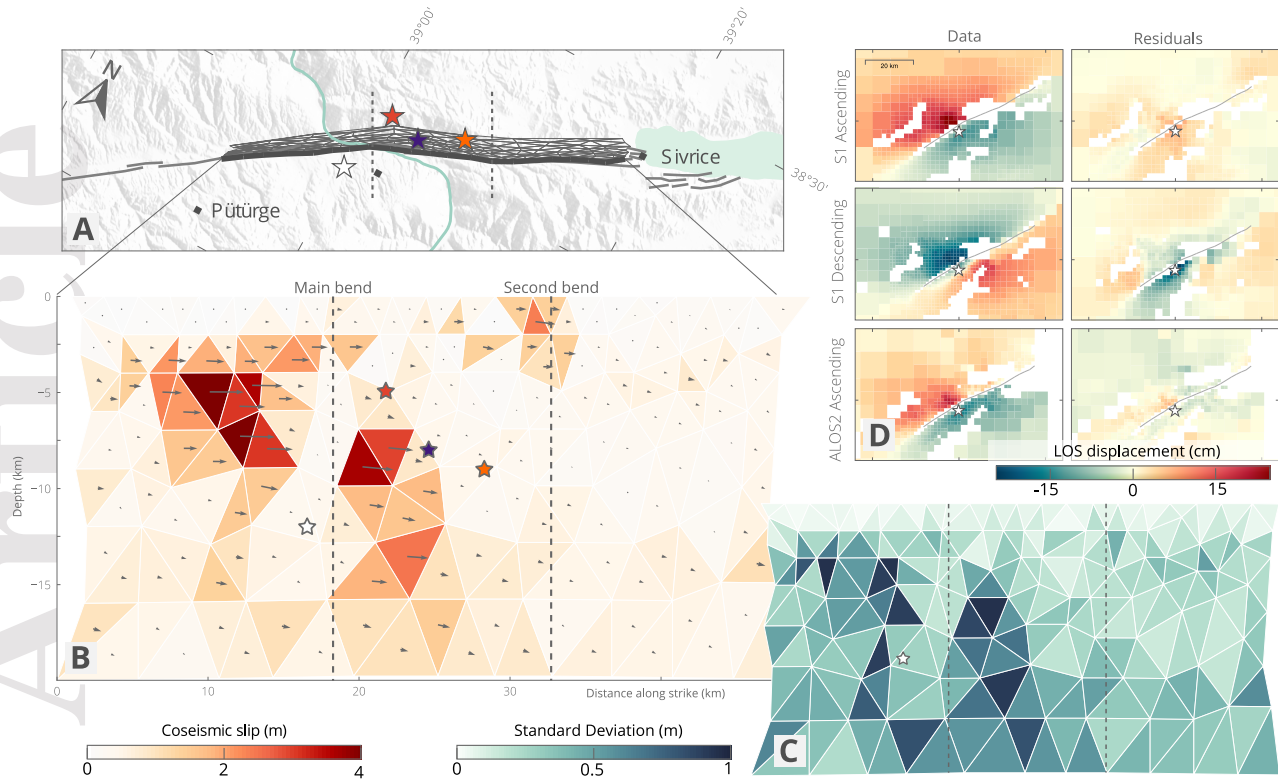 39°00'
39°20'
N
Sivrice
38°30'
Pütürge
A
Data
Residuals
20 km
S1 Ascending
S1 Descending
ALOS2 Ascending
D
LOS displacement (cm)
-15
0
15
Main bend
Second bend
0
−5
−10
−15
Depth (km)
B
0
10
20
30
Distance along strike (km)
C
Coseismic slip (m)
0
2
4
Standard Deviation (m)
0
0.5
1